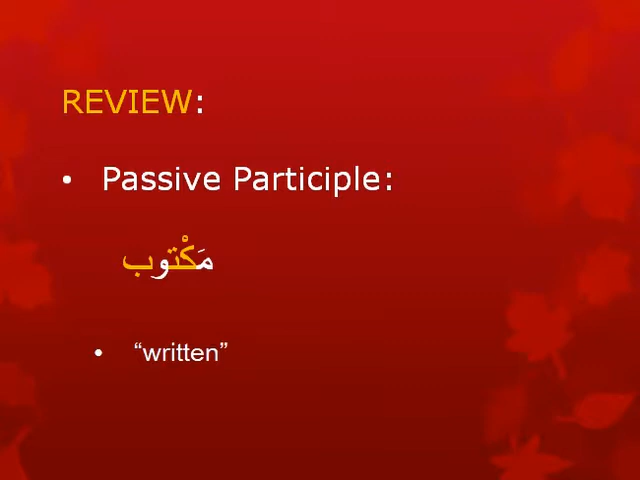 REVIEW:
• Passive Participle:
مَكْتوب
• “written”